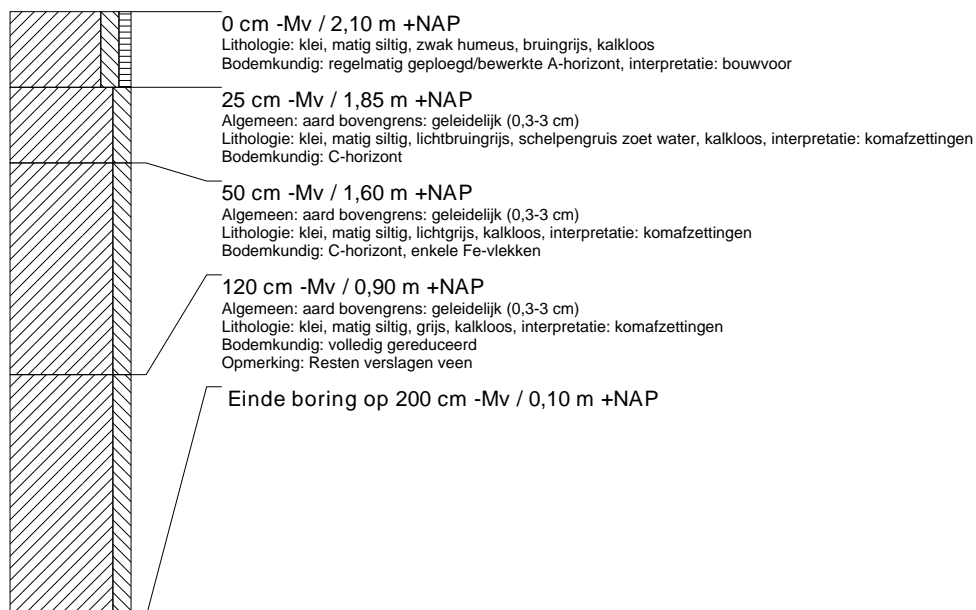 0 cm -Mv / 2,10 m +NAP
Lithologie: klei, matig siltig, zwak humeus, bruingrijs, kalkloos
Bodemkundig: regelmatig geploegd/bewerkte A-horizont, interpretatie: bouwvoor
25 cm -Mv / 1,85 m +NAP
Algemeen: aard bovengrens: geleidelijk (0,3-3 cm)
Lithologie: klei, matig siltig, lichtbruingrijs, schelpengruis zoet water, kalkloos, interpretatie: komafzettingen
Bodemkundig: C-horizont
50 cm -Mv / 1,60 m +NAP
Algemeen: aard bovengrens: geleidelijk (0,3-3 cm)
Lithologie: klei, matig siltig, lichtgrijs, kalkloos, interpretatie: komafzettingen
Bodemkundig: C-horizont, enkele Fe-vlekken
120 cm -Mv / 0,90 m +NAP
Algemeen: aard bovengrens: geleidelijk (0,3-3 cm)
Lithologie: klei, matig siltig, grijs, kalkloos, interpretatie: komafzettingen
Bodemkundig: volledig gereduceerd
Opmerking: Resten verslagen veen
Einde boring op 200 cm -Mv / 0,10 m +NAP